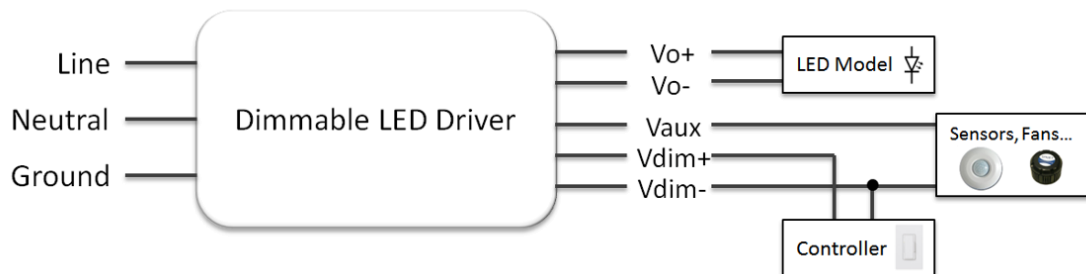 Line
Neutral
Ground
Dimmable LED Driver
Vo+
Vo-
Vaux
Vdim+
Vdim-
LED Model
Sensors, Fans...
Controller